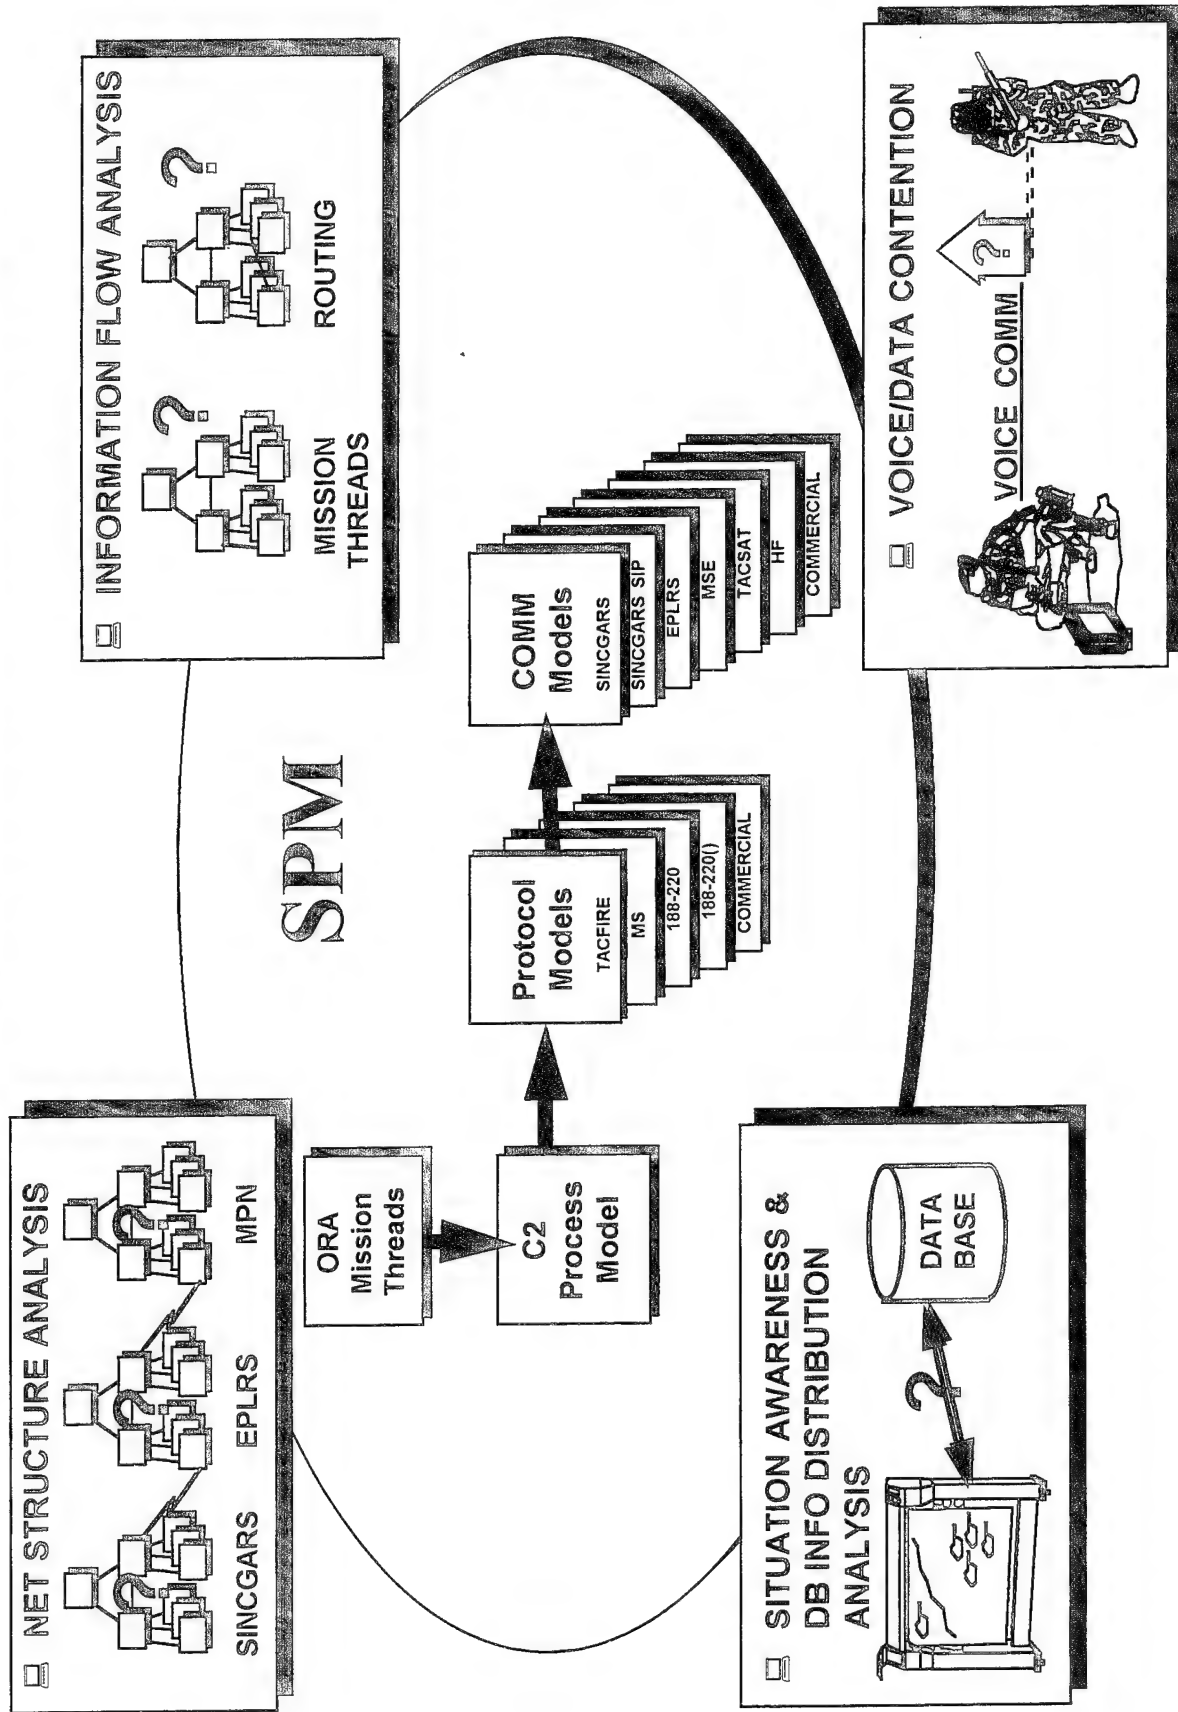 NET STRUCTURE ANALYSIS
SINCGARS
EPLRS
MPN
INFORMATION FLOW ANALYSIS
MISSION
THREADS
ROUTING
?
?
?
?
?
SPM
ORA
Mission
Threads
C2
Process
Model
Protocol
Models
TACFIRE
MS
188-220
188-220()
COMMERCIAL
COMM
Models
SINCGARS
SINCGARS SIP
EPLRS
MSE
TACSAT
HF
COMMERCIAL
SITUATION AWARENESS &
DB INFO DISTRIBUTION
ANALYSIS
?
DATA
BASE
VOICE/DATA CONTENTION
VOICE COMM
?